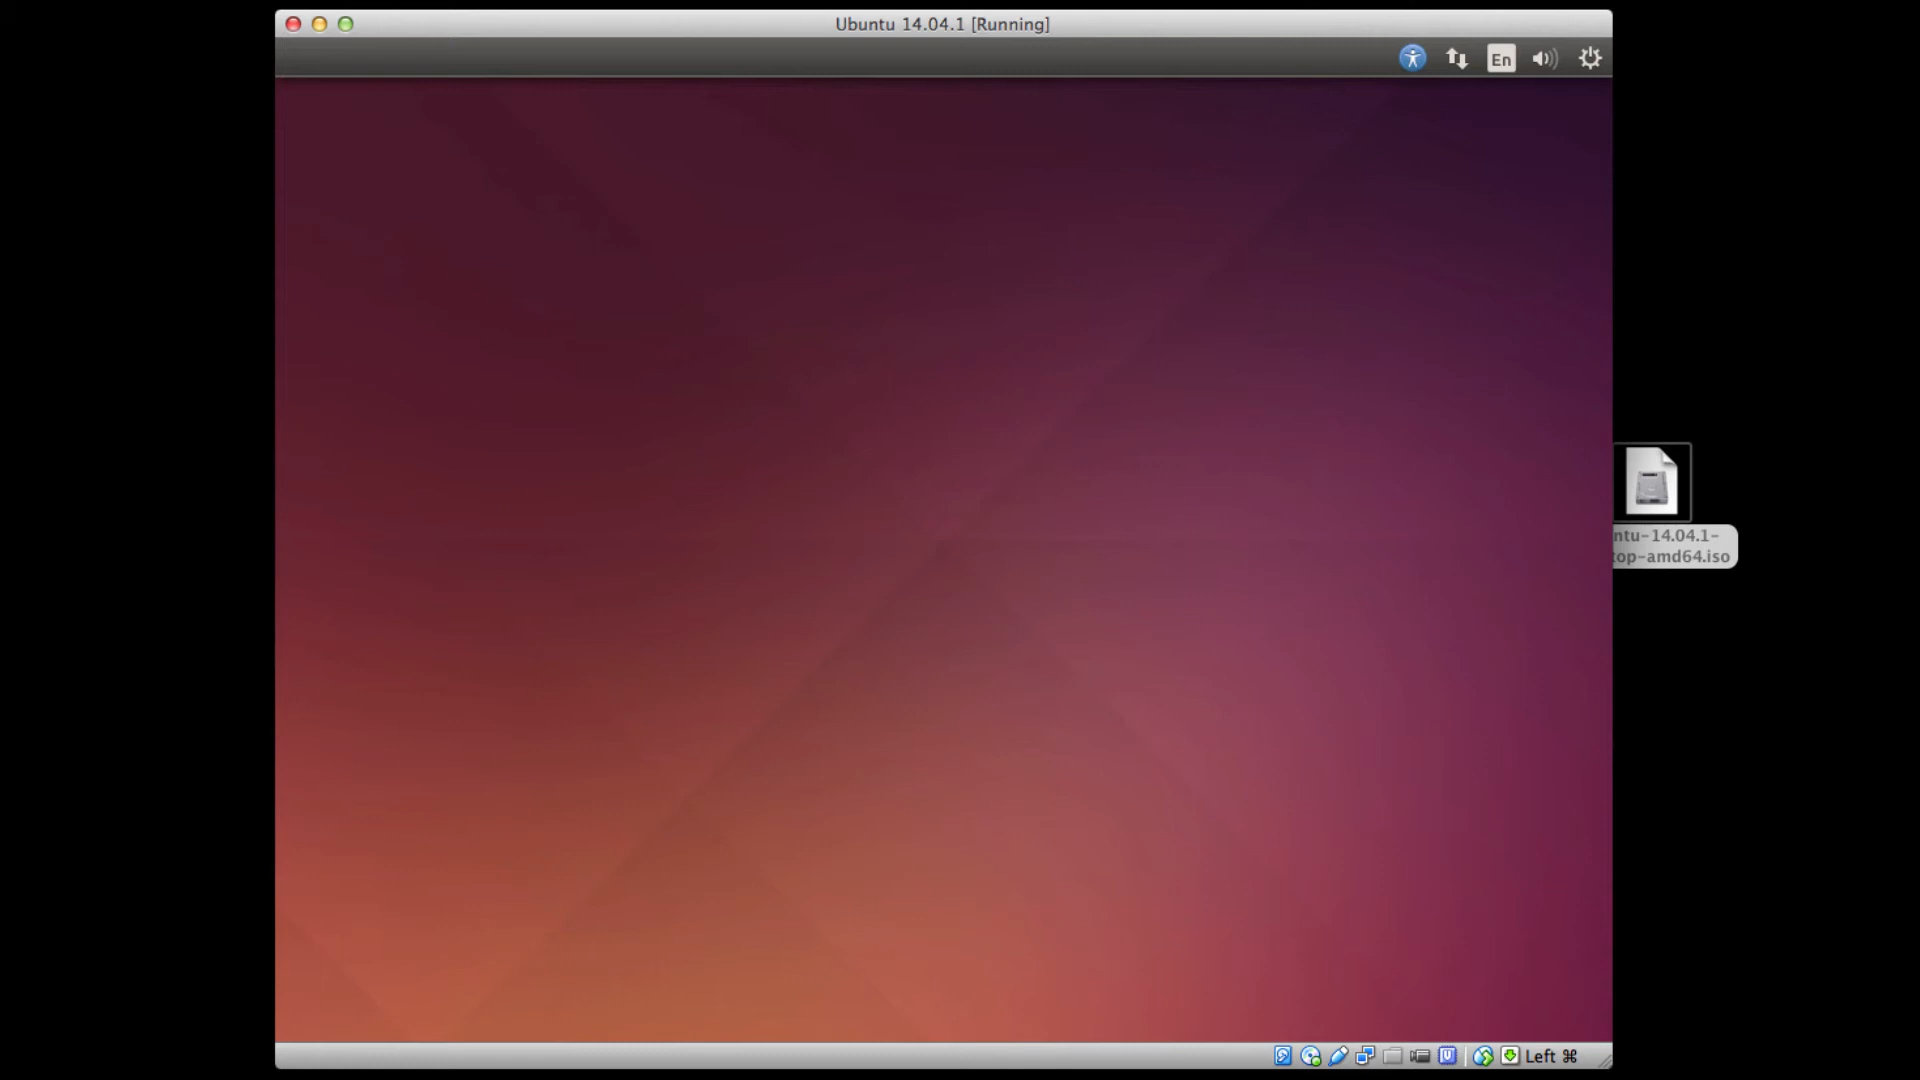 Ubuntu 14.04.1 [Running]
En
ntu-14.04.1-
top-amd64.iso
Left ⌘